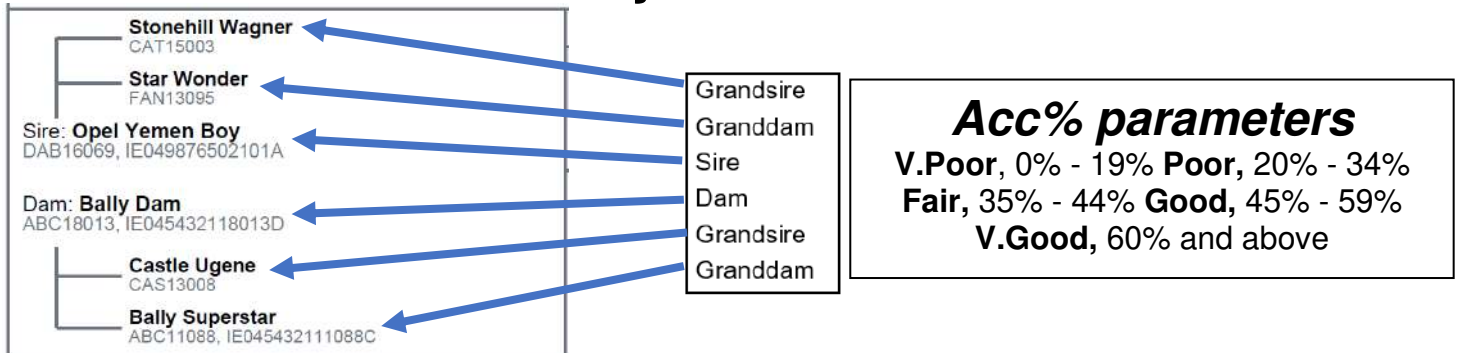 Stonehill Wagner
CAT15003
Star Wonder
FAN13095
Sire: Opel Yemen Boy
DAB16069, IE049876502101A
Dam: Bally Dam
ABC18013, IE045432118013D
Castle Ugene
CAS13008
Bally Superstar
ABC11088, IE045432111088C
Grandsire
Granddam
Sire
Dam
Grandsire
Granddam
Acc% parameters
V.Poor, 0% - 19% Poor, 20% - 34%
Fair, 35% - 44% Good, 45% - 59%
V.Good, 60% and above